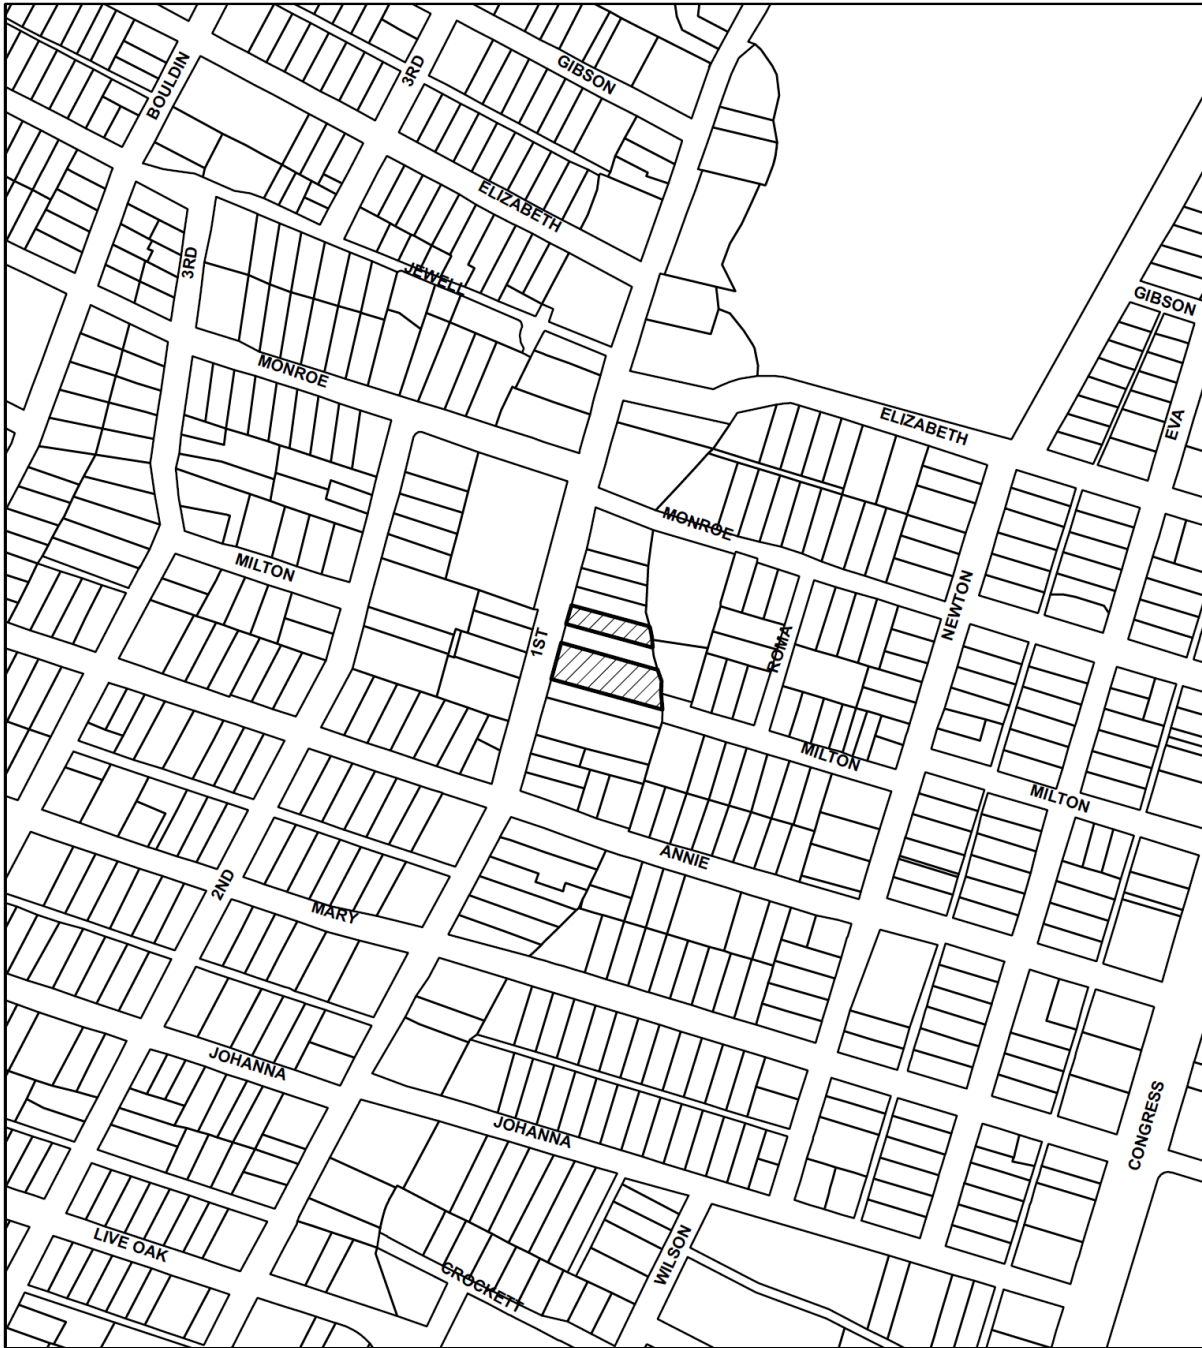 GIBSON
3RD
BOULDIN
ELIZABETH
3RD
JEWELL
GIBSON
MONROE
ELIZABETH
EVA
MONROE
MILTON
NEWTON
1ST
ROMA
MILTON
MILTON
ANNIE
2ND
MARY
JOHANNA
JOHANNA
CONGRESS
LIVE OAK
WILSON
CROCKETT